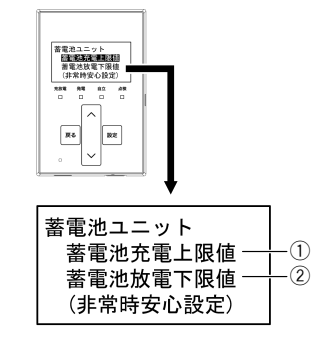 蓄電池ユニット
蓄電池充電上限値
蓄電池放電下限値
(非常時安心設定)
充放電 発電 自立 点検
戻る 設定
蓄電池ユニット
蓄電池充電上限値 ①
蓄電池放電下限値 ②
(非常時安心設定)